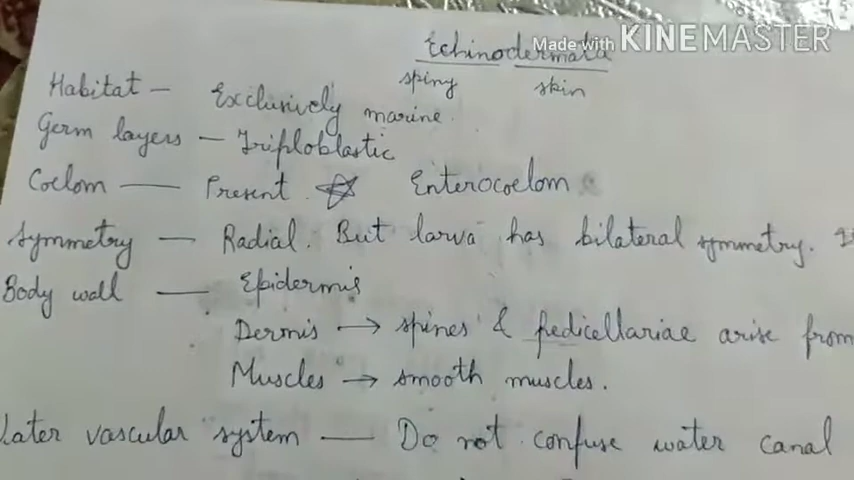 Echinodermata
Made with KINEMASTER
spiny skin
Habitat - Exclusively marine.
Germ layers - Triploblastic
Coelom - Present. Enterocoelom
Symmetry - Radial. But larva has bilateral symmetry.
Body wall - Epidermis
Dermis → spines & pedicellariae arise from
Muscles → smooth muscles.
Water vascular system - Do not confuse water canal